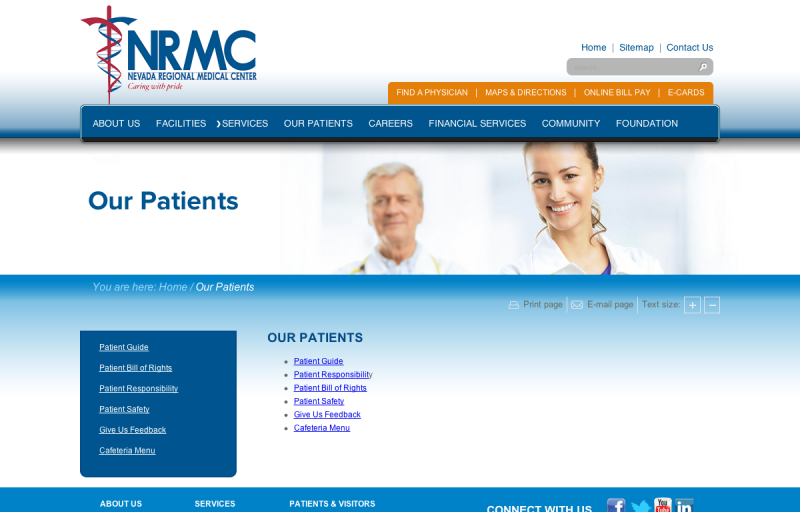 NRMC
NEVADA REGIONAL MEDICAL CENTER
Caring with pride
Home | Sitemap | Contact Us
FIND A PHYSICIAN | MAPS & DIRECTIONS | ONLINE BILL PAY | E-CARDS
ABOUT US FACILITIES ❯SERVICES OUR PATIENTS CAREERS FINANCIAL SERVICES COMMUNITY FOUNDATION
Our Patients
You are here: Home / Our Patients
Print page | E-mail page | Text size: + −
Patient Guide
Patient Bill of Rights
Patient Responsibility
Patient Safety
Give Us Feedback
Cafeteria Menu
OUR PATIENTS
• Patient Guide
• Patient Responsibility
• Patient Bill of Rights
• Patient Safety
• Give Us Feedback
• Cafeteria Menu
ABOUT US SERVICES PATIENTS & VISITORS
CONNECT WITH US
You Tube
in